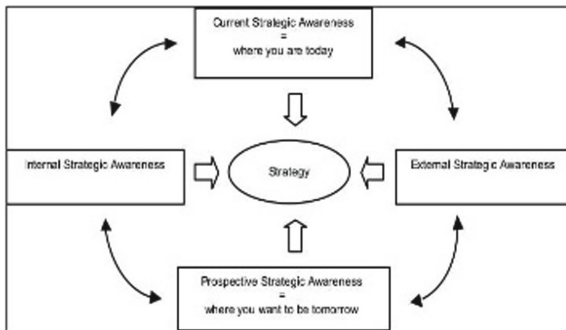 Current Strategic Awareness
=
where you are today
Internal Strategic Awareness
Strategy
External Strategic Awareness
Prospective Strategic Awareness
=
where you want to be tomorrow